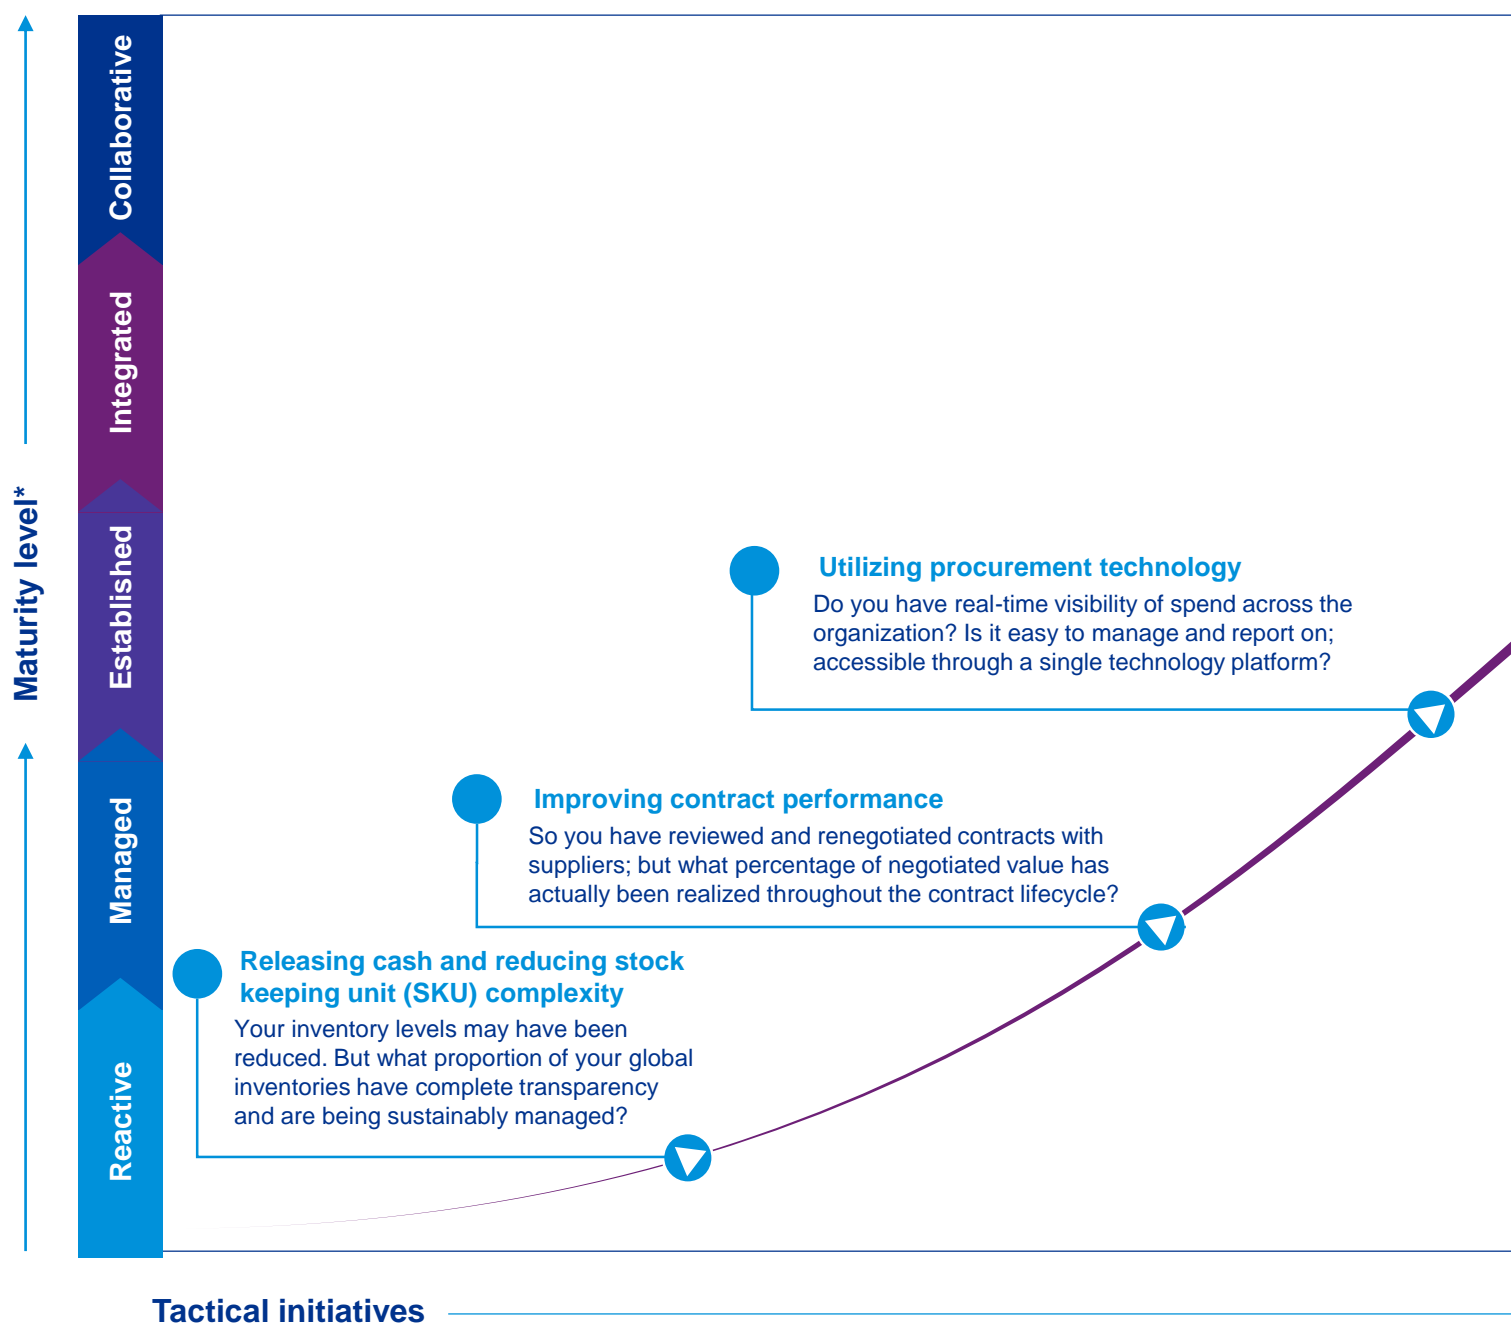 Maturity level*
Collaborative
Integrated
Established
Managed
Reactive
Utilizing procurement technology
Do you have real-time visibility of spend across the
organization? Is it easy to manage and report on;
accessible through a single technology platform?
Improving contract performance
So you have reviewed and renegotiated contracts with
suppliers; but what percentage of negotiated value has
actually been realized throughout the contract lifecycle?
Releasing cash and reducing stock
keeping unit (SKU) complexity
Your inventory levels may have been
reduced. But what proportion of your global
inventories have complete transparency
and are being sustainably managed?
Tactical initiatives